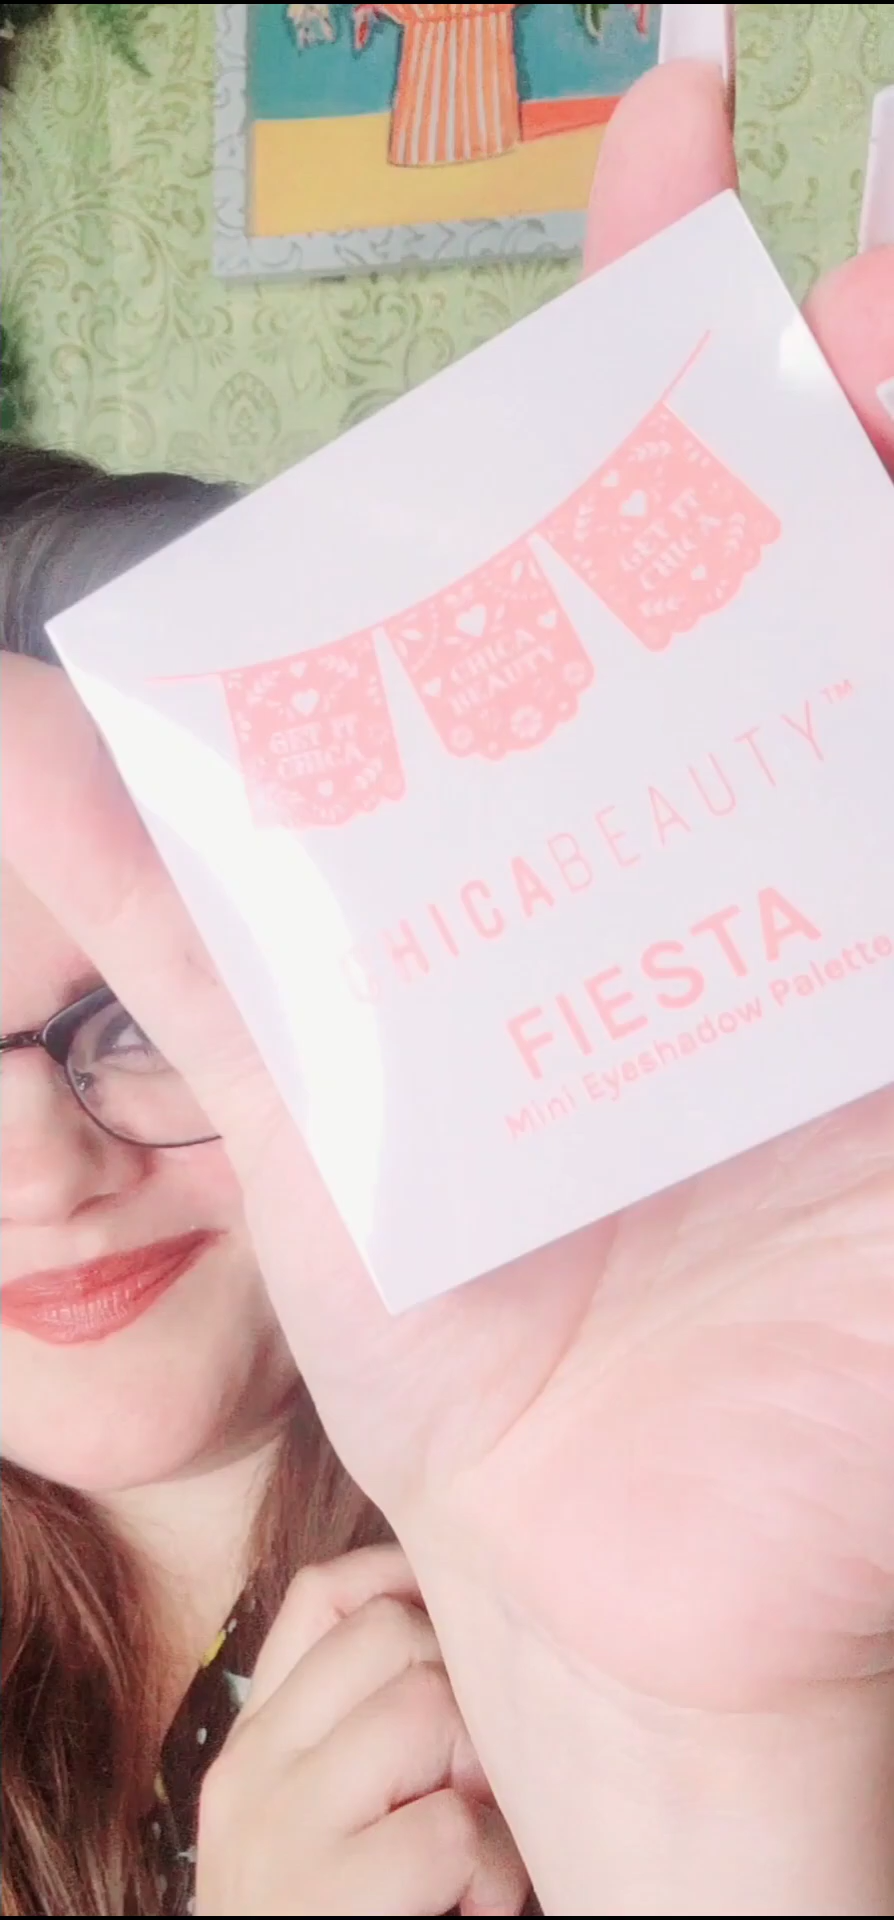 GET IT
CHICA
CHICA
BEAUTY
GET IT
CHICA
CHICABEAUTY™
FIESTA
Mini Eyeshadow Palette